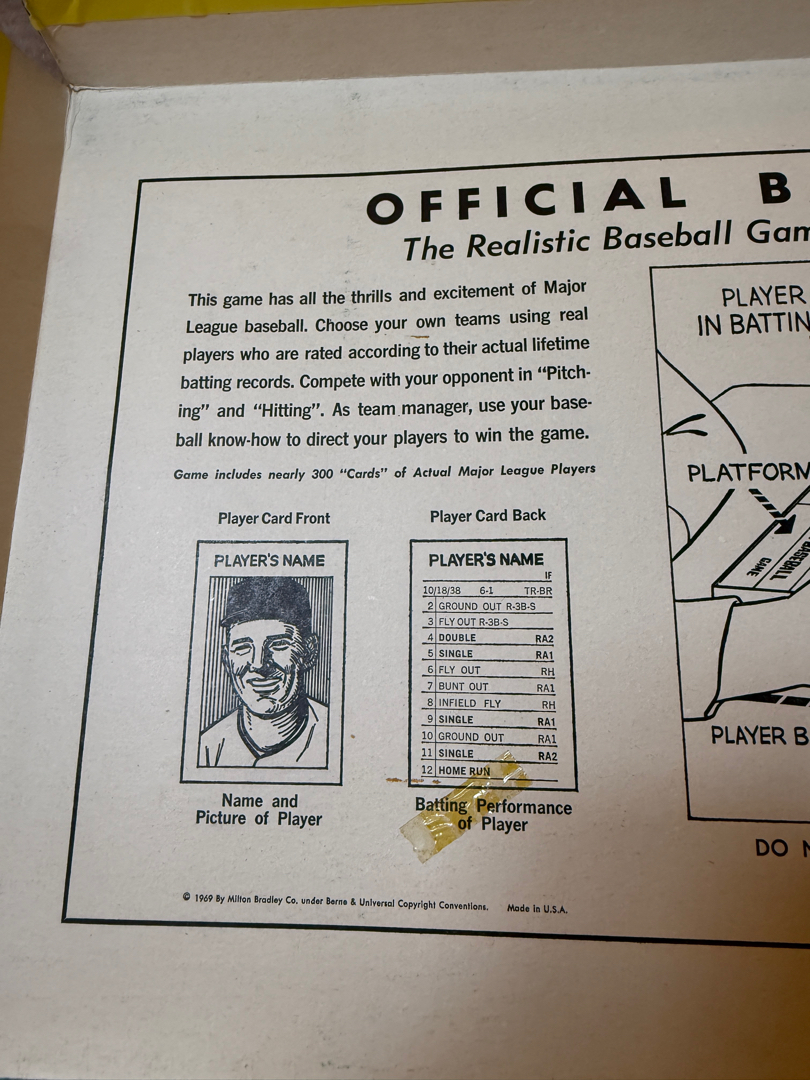 OFFICIAL B
The Realistic Baseball Gam
This game has all the thrills and excitement of Major
League baseball. Choose your own teams using real
players who are rated according to their actual lifetime
batting records. Compete with your opponent in “Pitch-
ing” and “Hitting”. As team manager, use your base-
ball know-how to direct your players to win the game.
Game includes nearly 300 “Cards” of Actual Major League Players
Player Card Front
PLAYER'S NAME
Name and
Picture of Player
Player Card Back
PLAYER'S NAME
IF
10/18/38 6-1 TR-BR
2 GROUND OUT R-3B-S
3 FLY OUT R-3B-S
4 DOUBLE RA2
5 SINGLE RA1
6 FLY OUT RH
7 BUNT OUT RA1
8 INFIELD FLY RH
9 SINGLE RA1
10 GROUND OUT RA1
11 SINGLE RA2
12 HOME RUN
Batting Performance
of Player
PLAYER
IN BATTIN
PLATFORM
BASEBALL
GAME
PLAYER B
DO N
© 1969 By Milton Bradley Co. under Berne & Universal Copyright Conventions. Made in U.S.A.